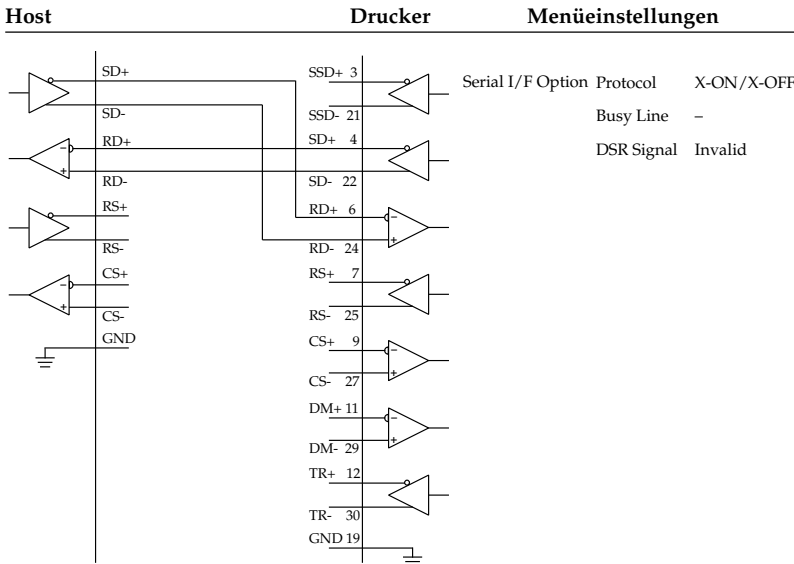 Host Drucker Menüeinstellungen
SD+ SSD+ 3 Serial I/F Option Protocol X-ON/X-OFF
SD- SSD- 21 Busy Line –
RD+ SD+ 4 DSR Signal Invalid
RD- SD- 22
RS+ RD+ 6
RS- RD- 24
CS+ RS+ 7
CS- RS- 25
GND CS+ 9
CS- 27
DM+ 11
DM- 29
TR+ 12
TR- 30
GND 19